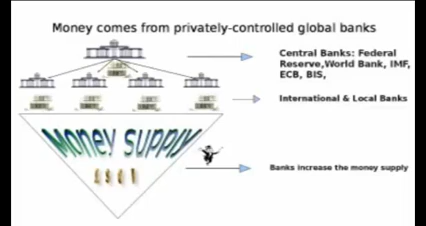 Money comes from privately-controlled global banks
Central Banks: Federal
Reserve,World Bank, IMF,
ECB, BIS,
International & Local Banks
Money supply
Banks increase the money supply